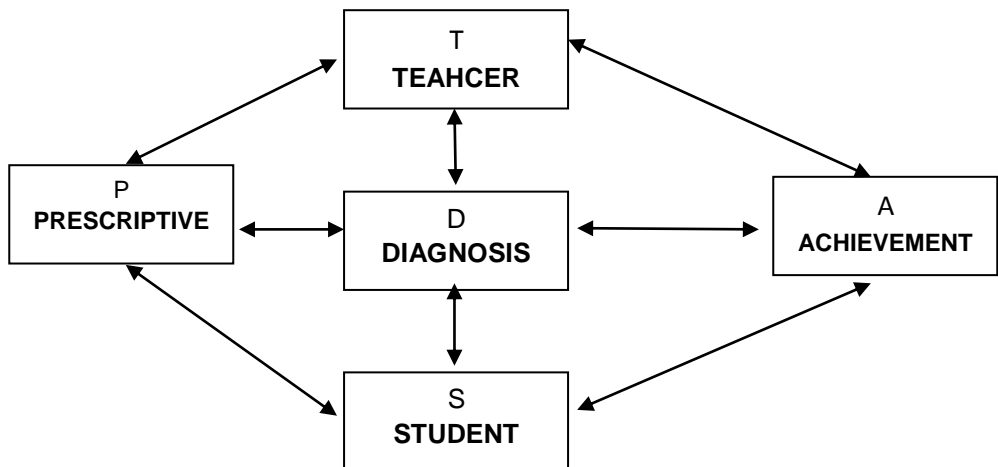 T
TEAHCER
P
PRESCRIPTIVE
D
DIAGNOSIS
A
ACHIEVEMENT
S
STUDENT